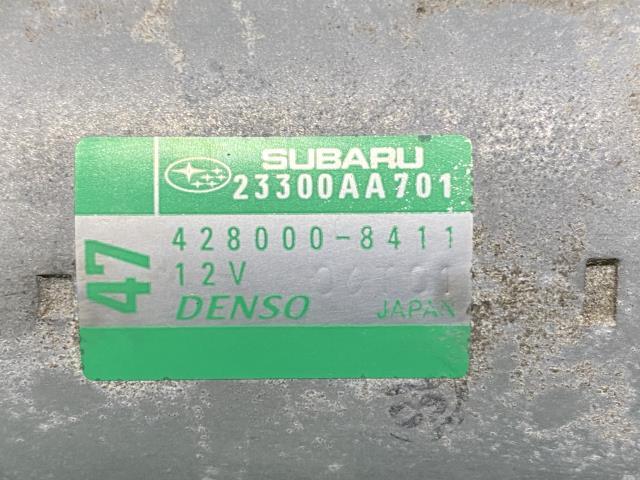 SUBARU
23300AA701
47
428000-8411
12V
DENSO JAPAN